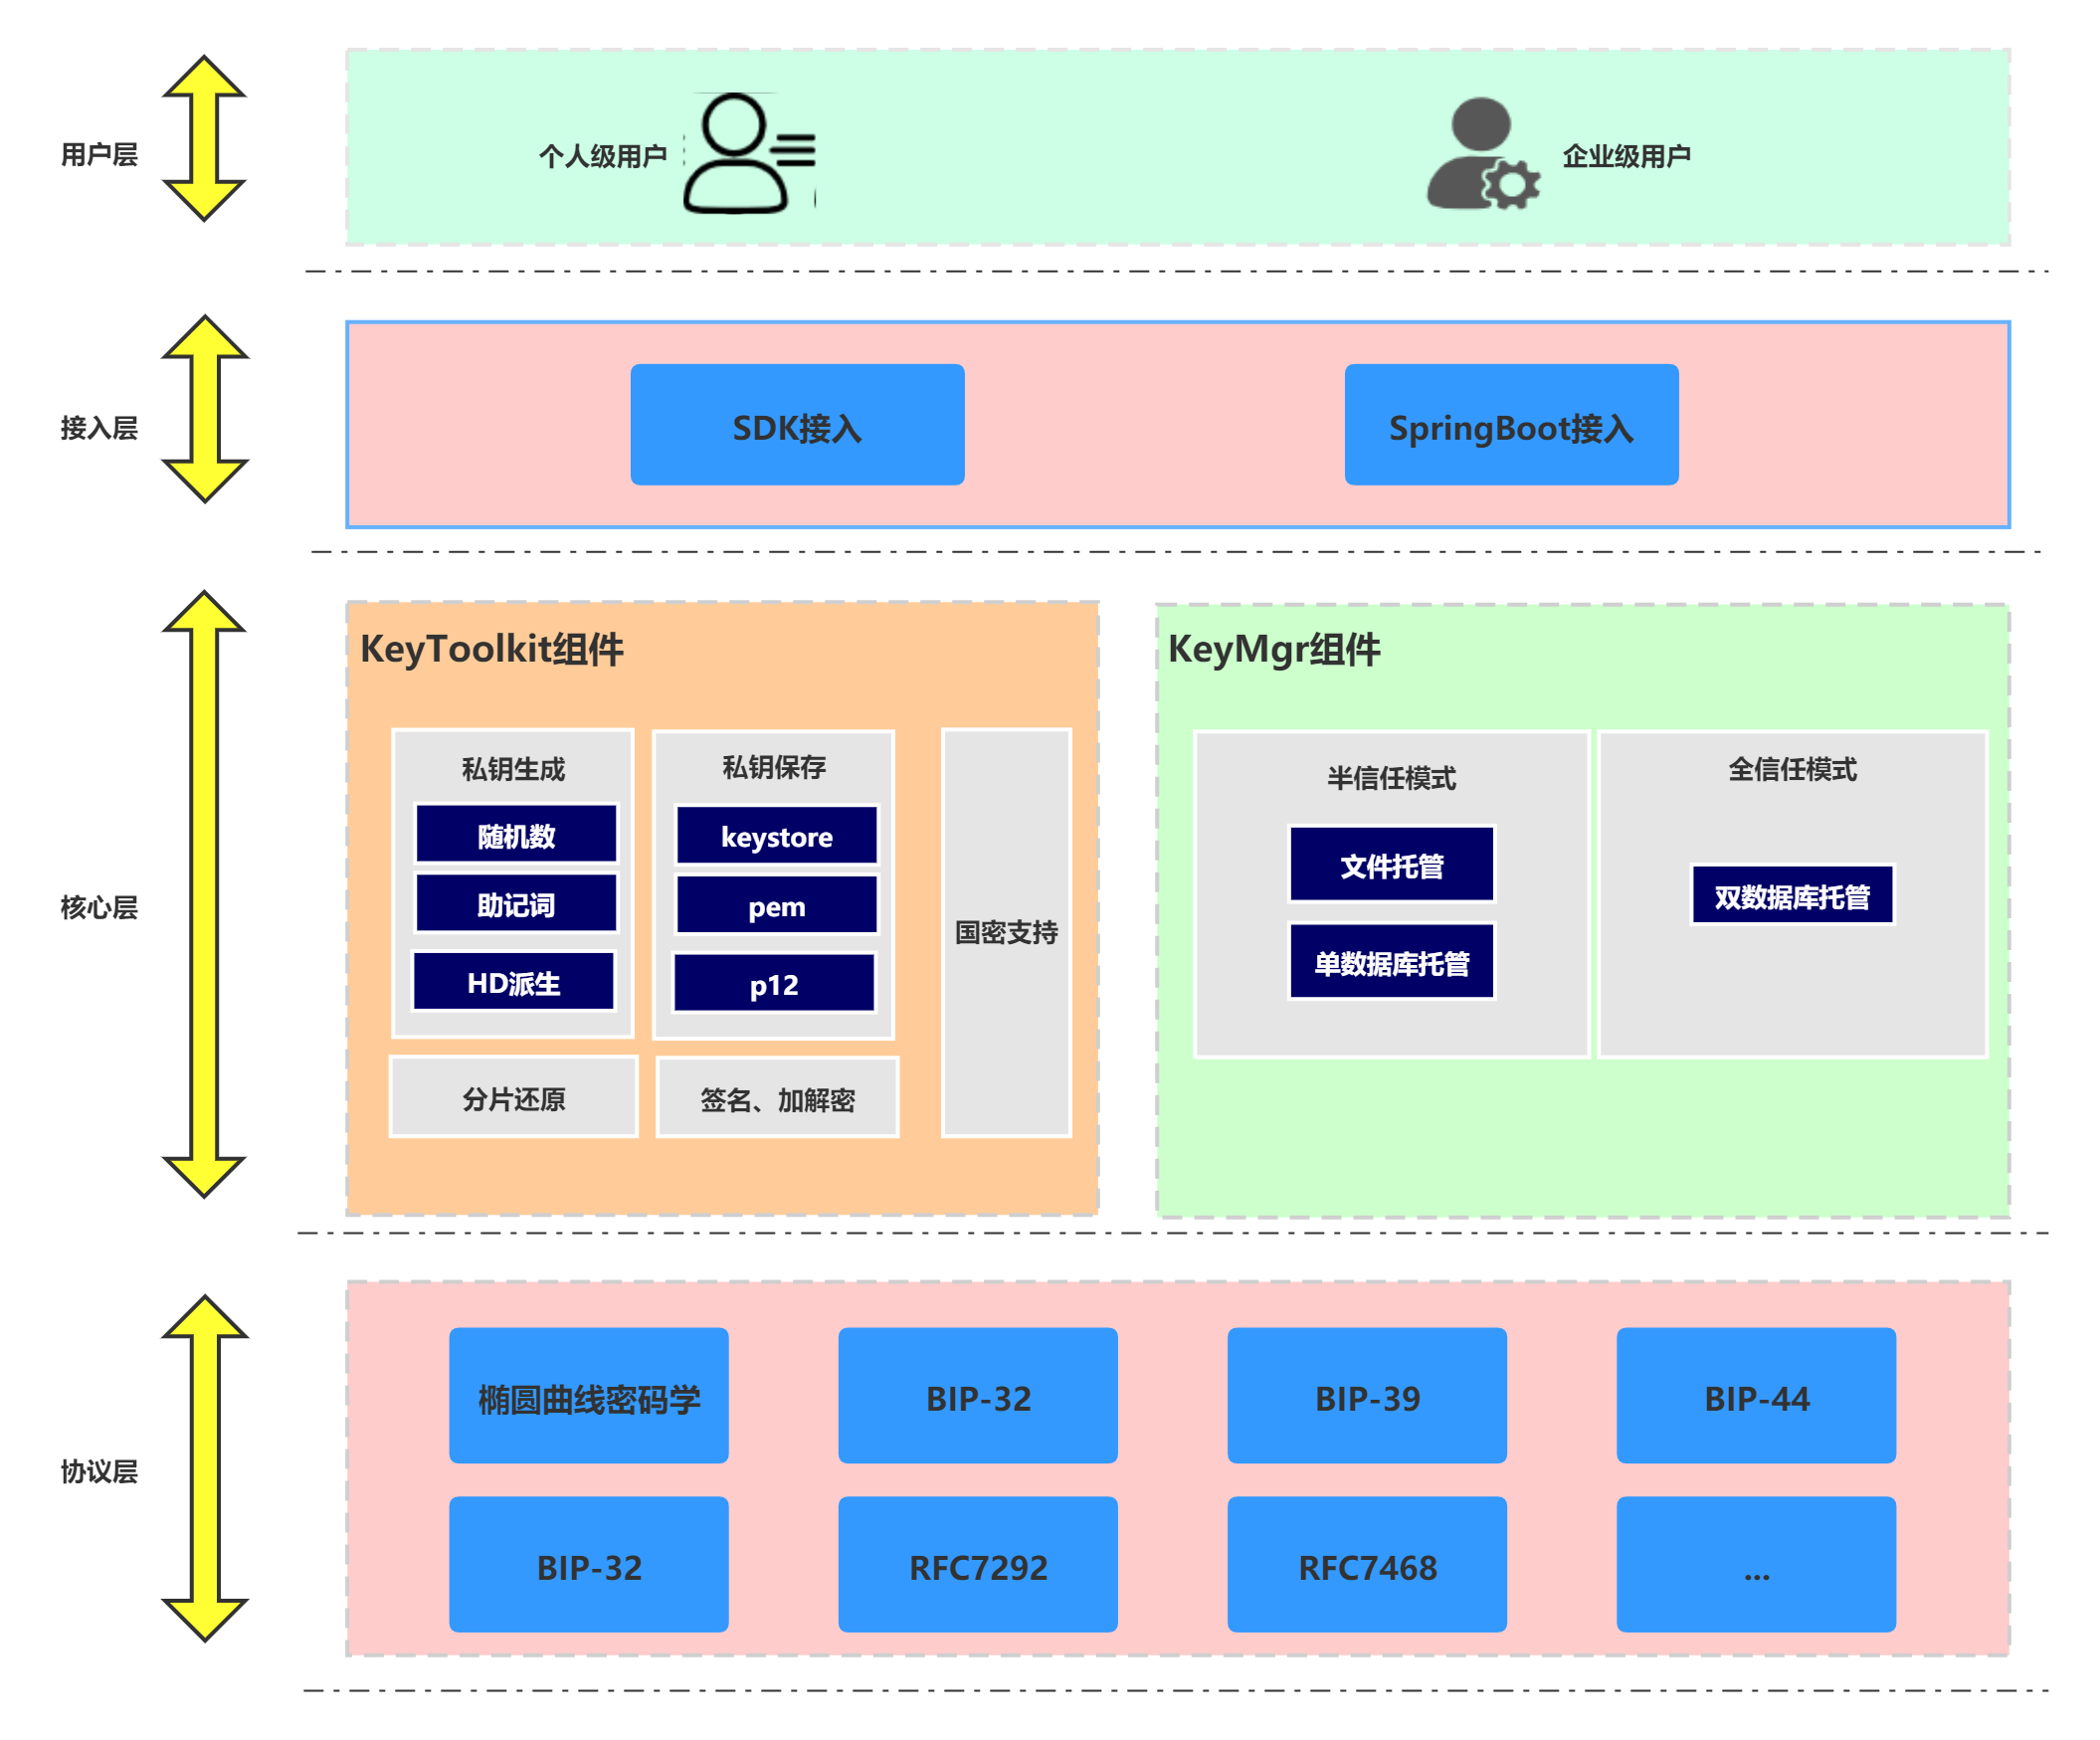 用户层
个人级用户
企业级用户
接入层
SDK接入
SpringBoot接入
核心层
KeyToolkit组件
私钥生成
随机数
助记词
HD派生
私钥保存
keystore
pem
p12
国密支持
分片还原
签名、加解密
KeyMgr组件
半信任模式
文件托管
单数据库托管
全信任模式
双数据库托管
协议层
椭圆曲线密码学
BIP-32
BIP-39
BIP-44
BIP-32
RFC7292
RFC7468
...